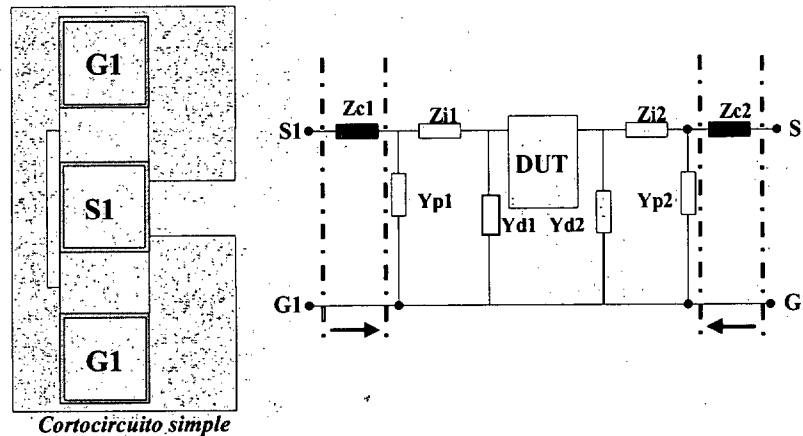 G1
S1
G1
Cortocircuito simple
Zc1 Zi1 Zi2 Zc2
S1 S
DUT
Yp1 Yd1 Yd2 Yp2
G1 G